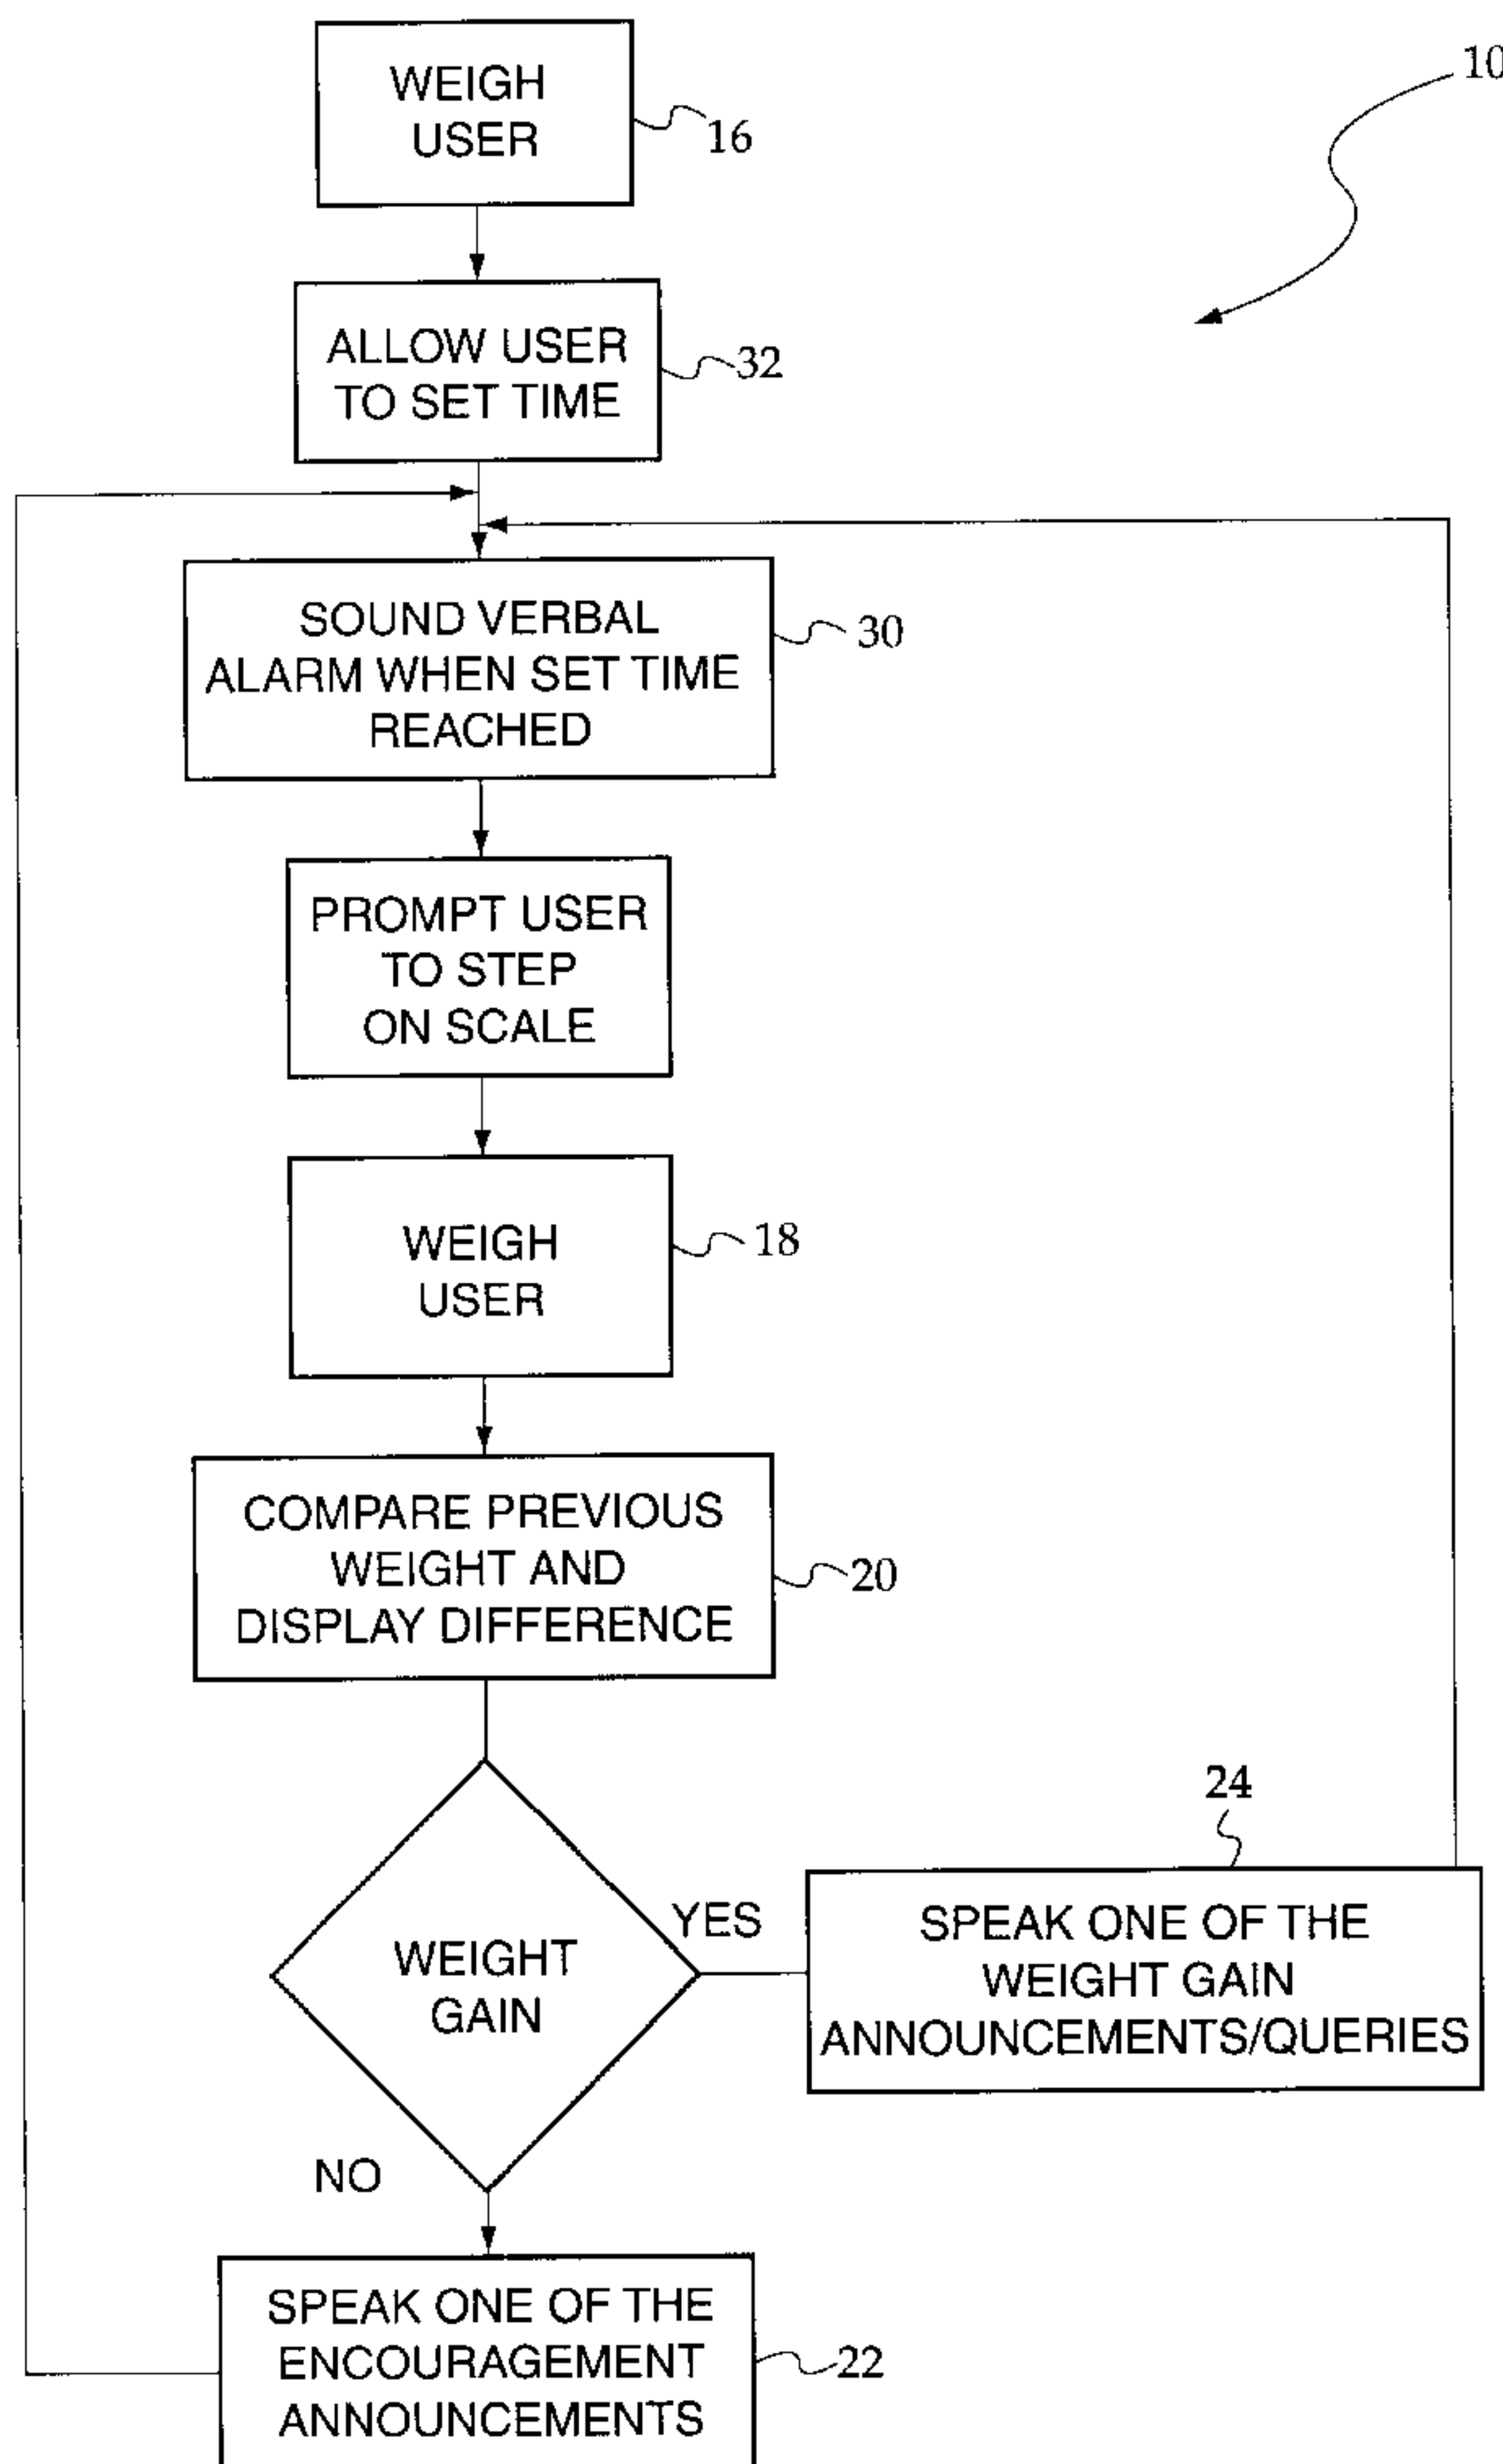 WEIGH
USER
16
10
ALLOW USER
TO SET TIME
32
SOUND VERBAL
ALARM WHEN SET TIME
REACHED
30
PROMPT USER
TO STEP
ON SCALE
WEIGH
USER
18
COMPARE PREVIOUS
WEIGHT AND
DISPLAY DIFFERENCE
20
WEIGHT
GAIN
YES
24
SPEAK ONE OF THE
WEIGHT GAIN
ANNOUNCEMENTS/QUERIES
NO
SPEAK ONE OF THE
ENCOURAGEMENT
ANNOUNCEMENTS
22